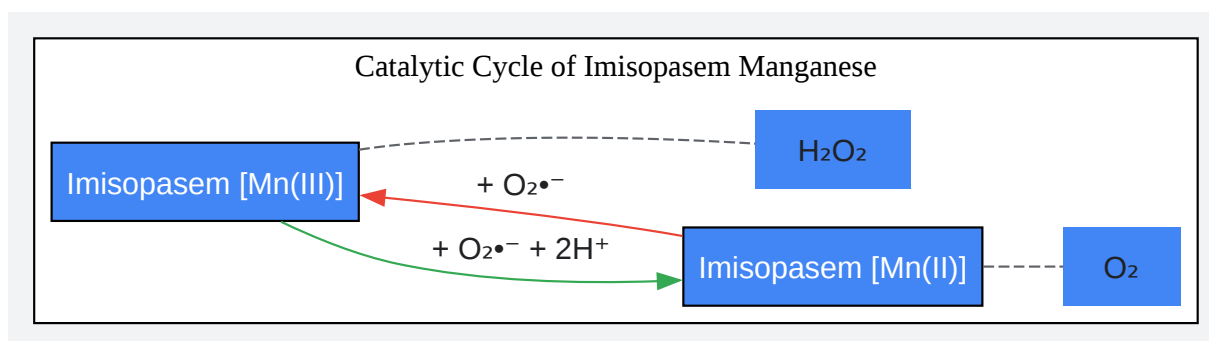 Catalytic Cycle of Imisopasem Manganese
H₂O₂
Imisopasem [Mn(III)]
+ O₂•⁻
+ O₂•⁻ + 2H⁺
Imisopasem [Mn(II)]
O₂